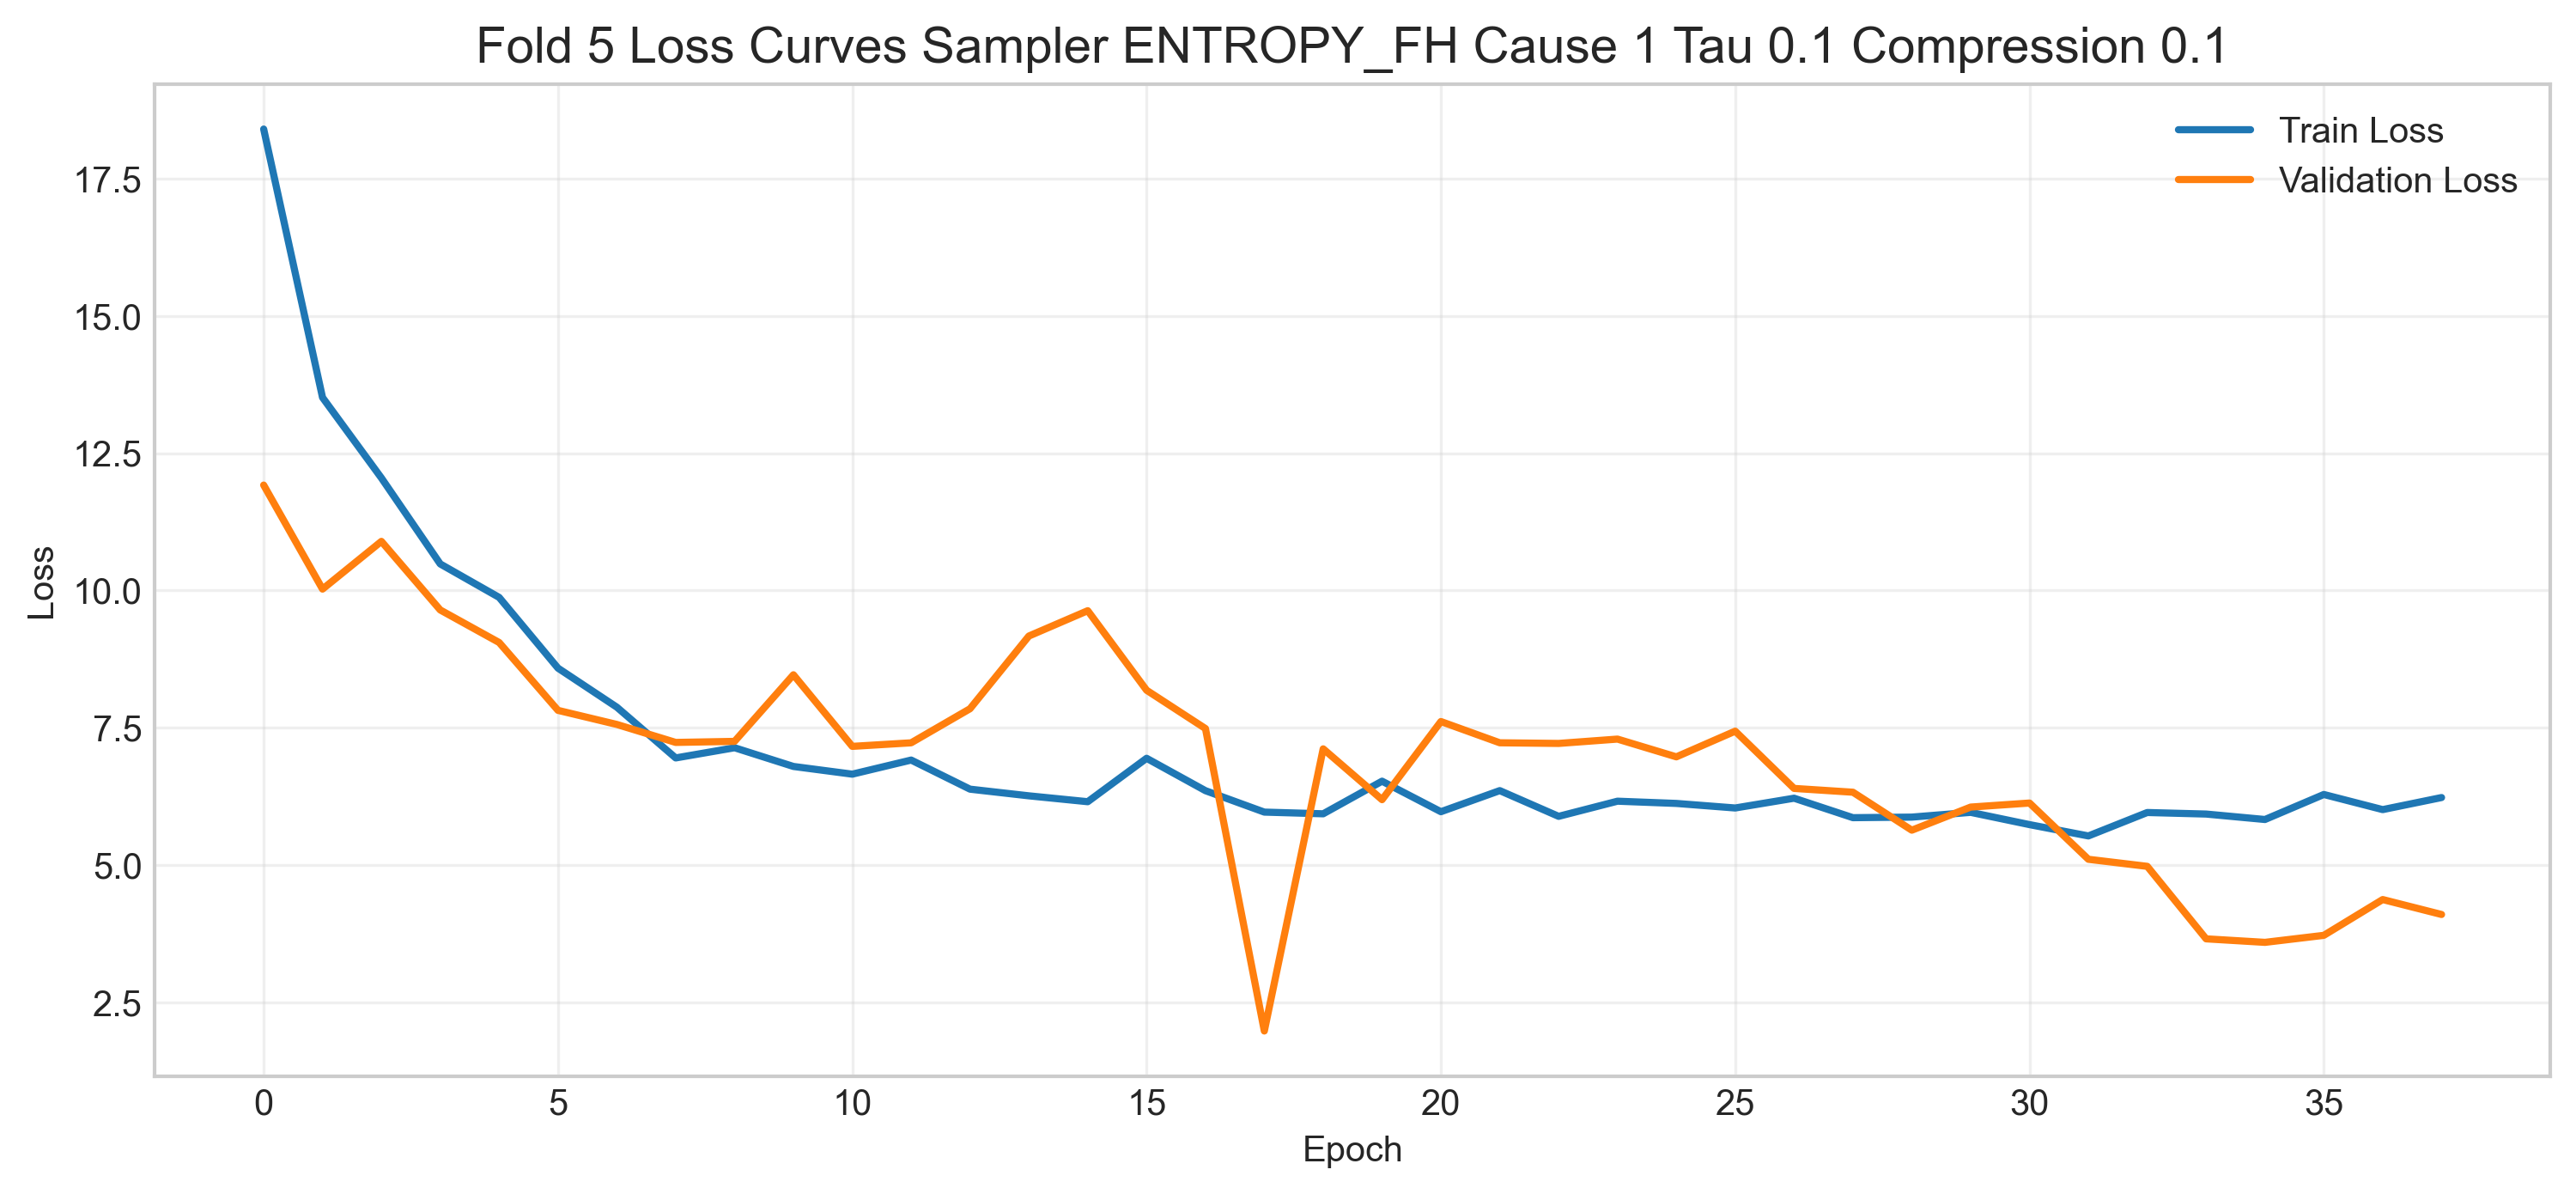 Fold 5 Loss Curves Sampler ENTROPY_FH Cause 1 Tau 0.1 Compression 0.1
Train Loss
Validation Loss
17.5
15.0
12.5
10.0
7.5
5.0
2.5
Loss
0 5 10 15 20 25 30 35
Epoch